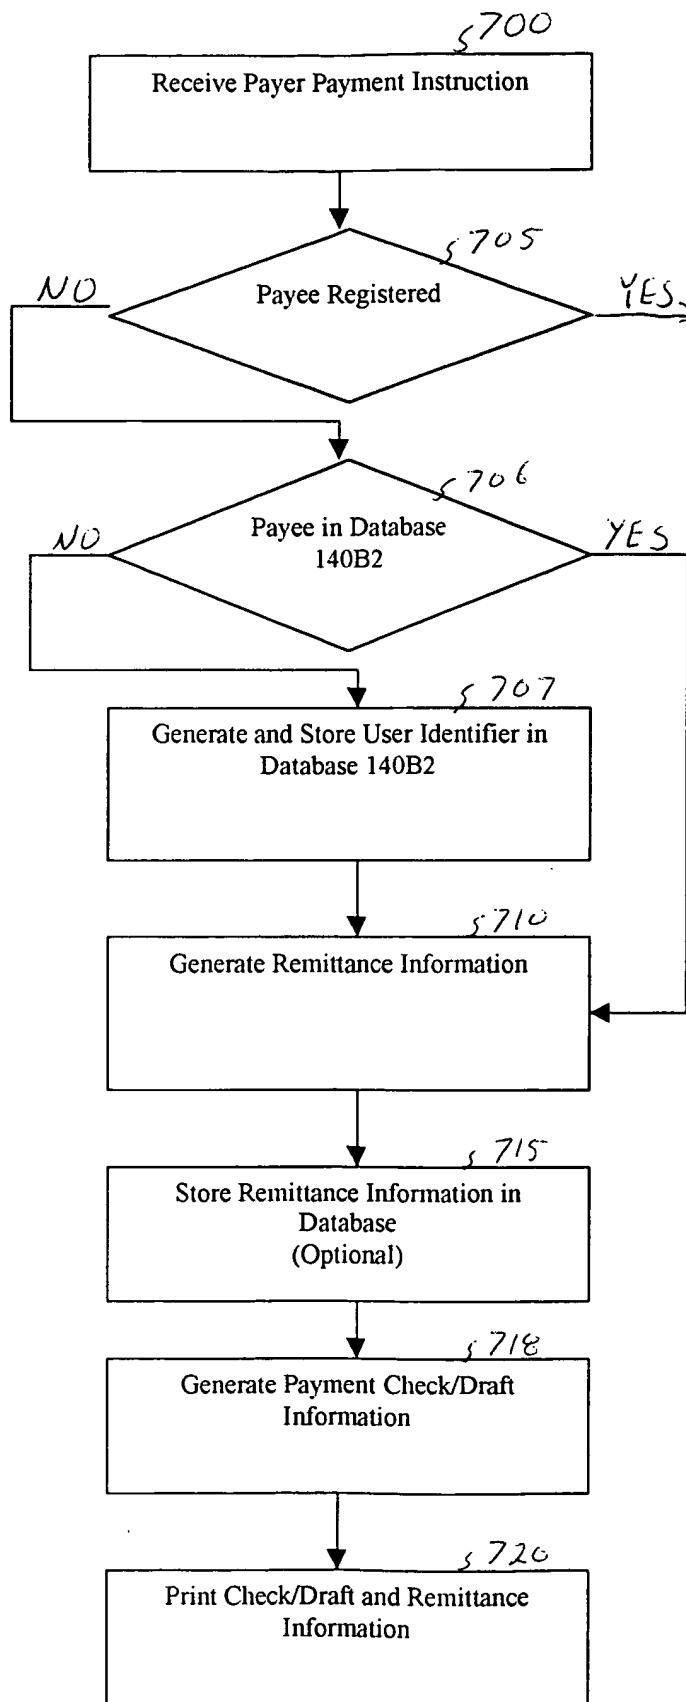 700
Receive Payer Payment Instruction
705
NO
Payee Registered
YES
706
NO
Payee in Database
140B2
YES
707
Generate and Store User Identifier in
Database 140B2
710
Generate Remittance Information
715
Store Remittance Information in
Database
(Optional)
718
Generate Payment Check/Draft
Information
720
Print Check/Draft and Remittance
Information